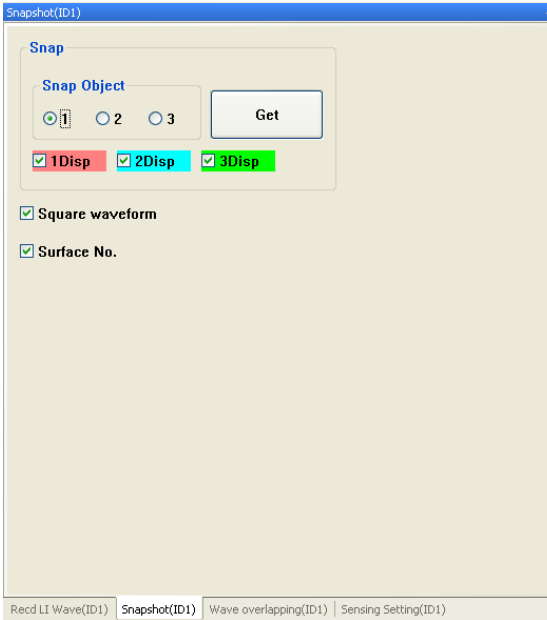 Snapshot(ID1)
Snap
Snap Object
1 2 3
Get
1Disp 2Disp 3Disp
Square waveform
Surface No.
Recd LI Wave(ID1) Snapshot(ID1) Wave overlapping(ID1) Sensing Setting(ID1)